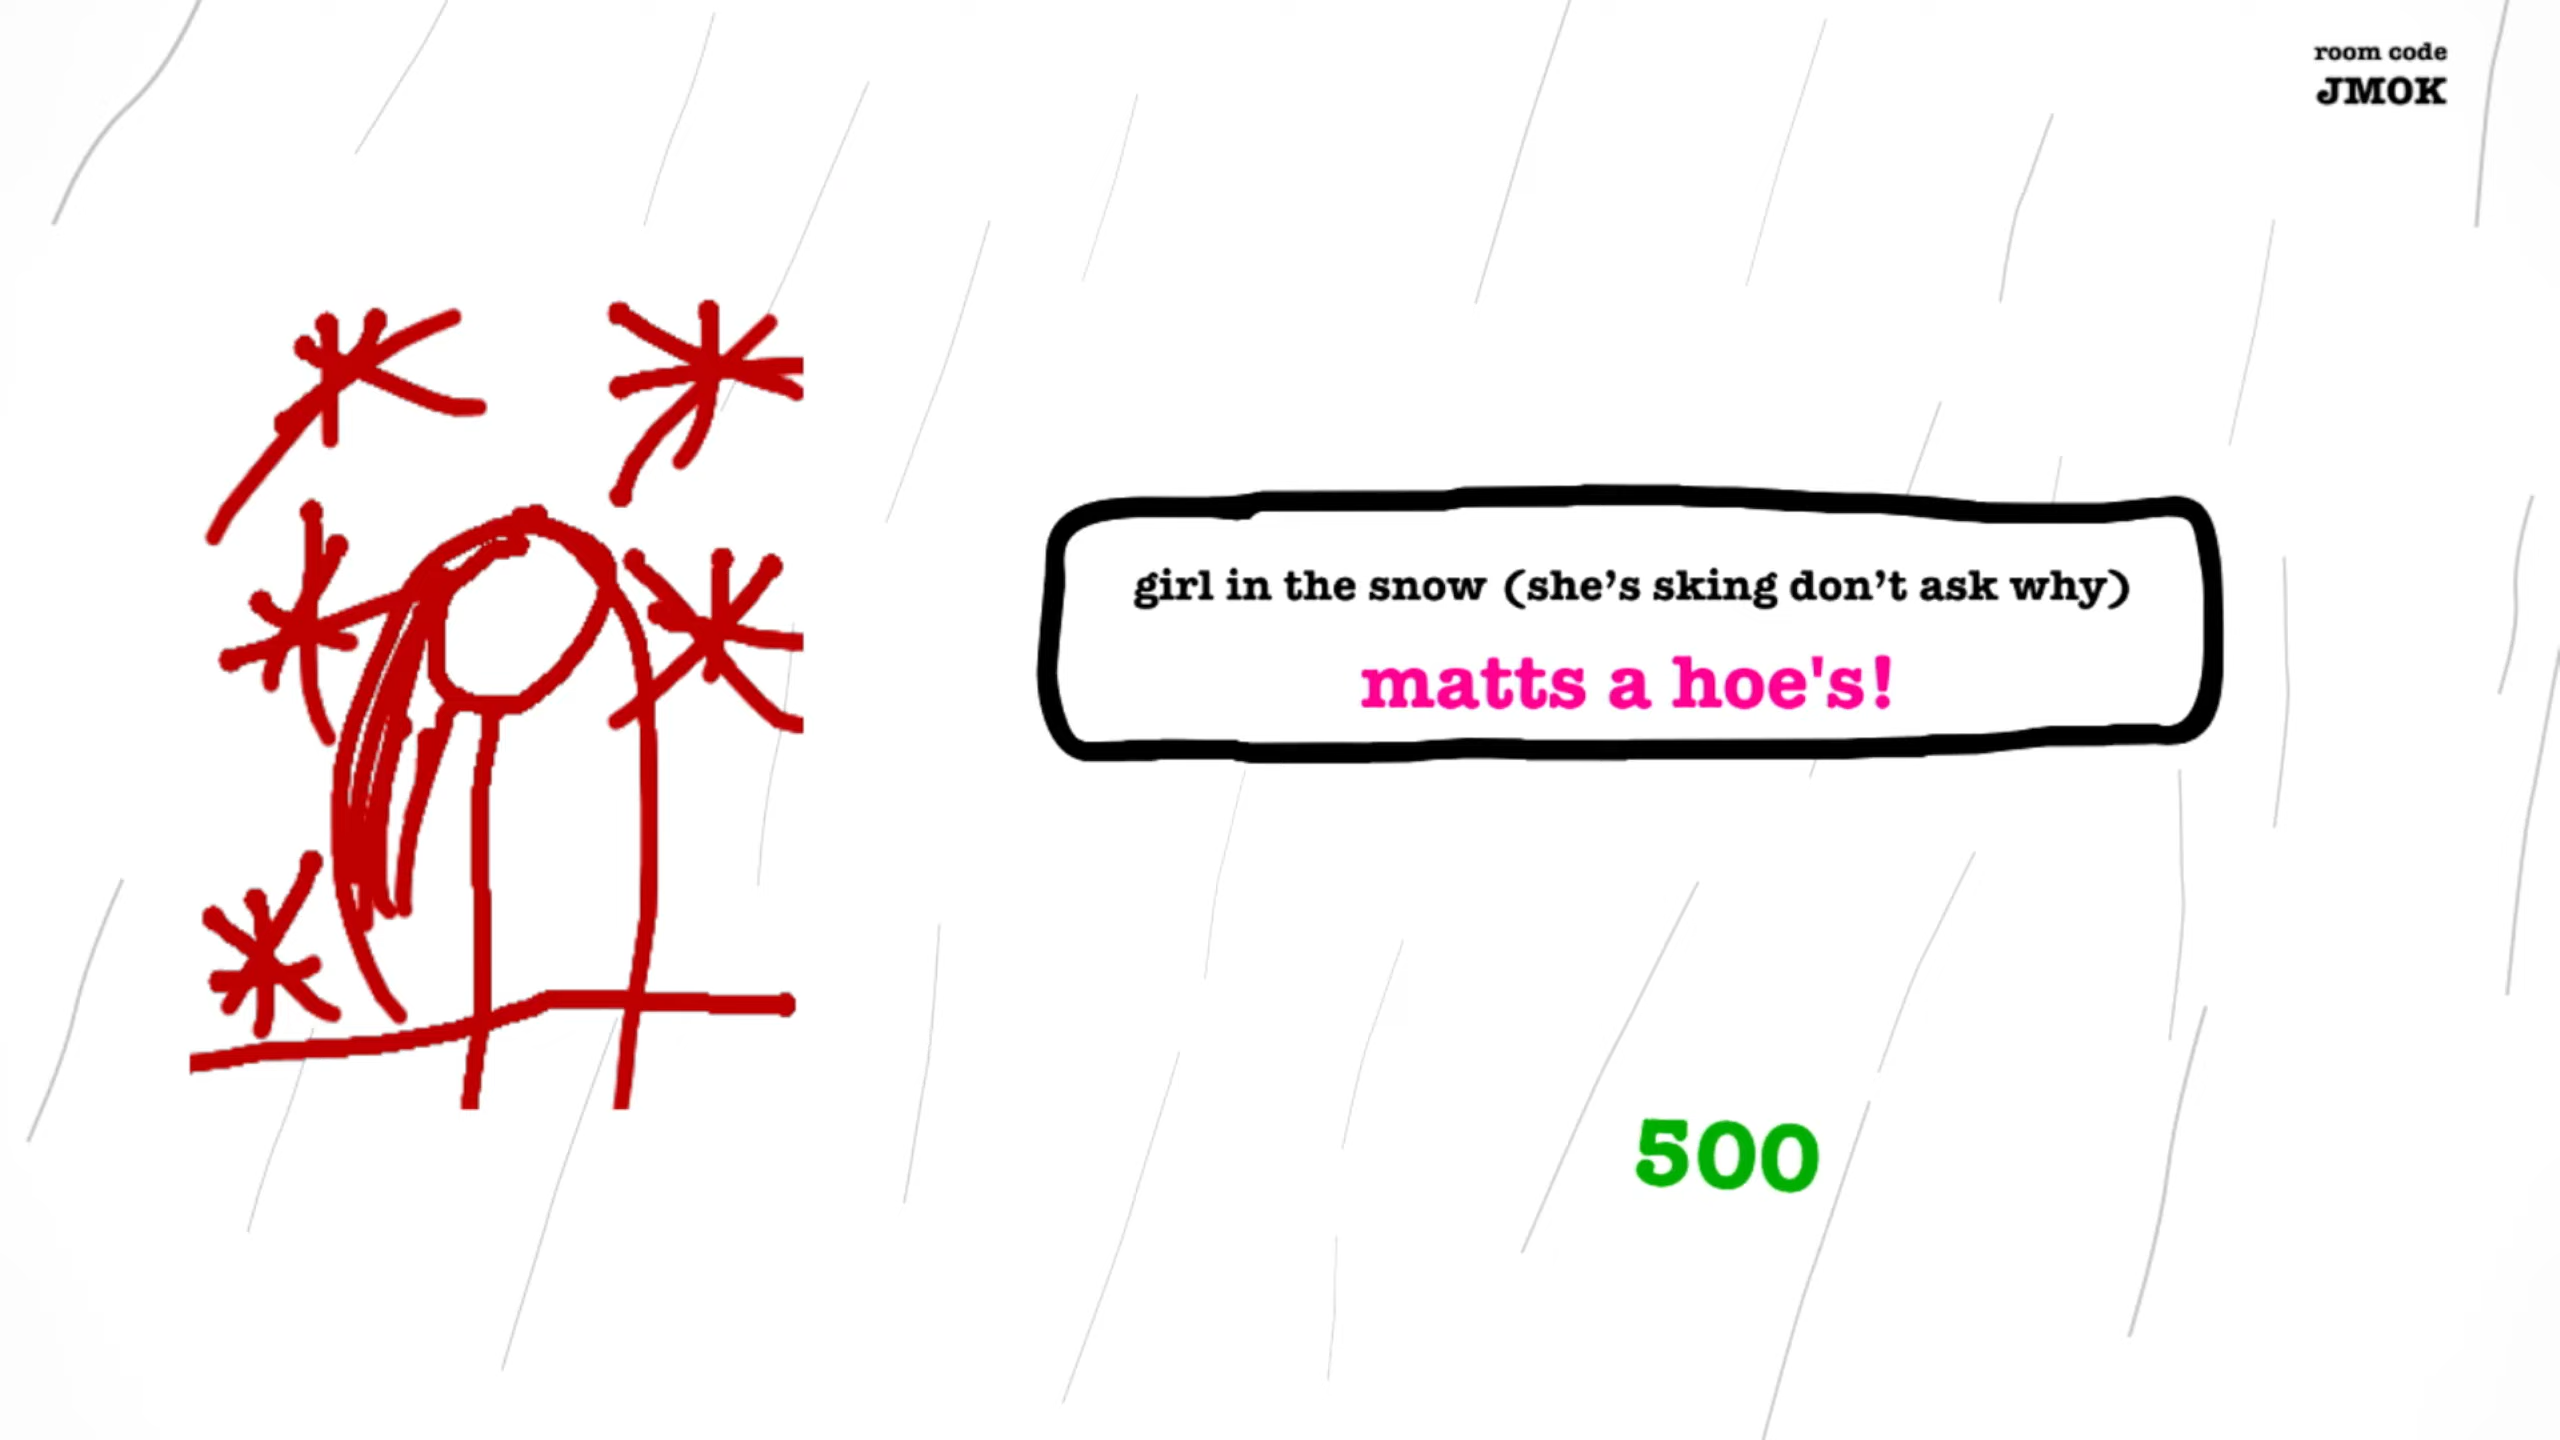 room code
JMOK
girl in the snow (she’s sking don’t ask why)
matts a hoe's!
500